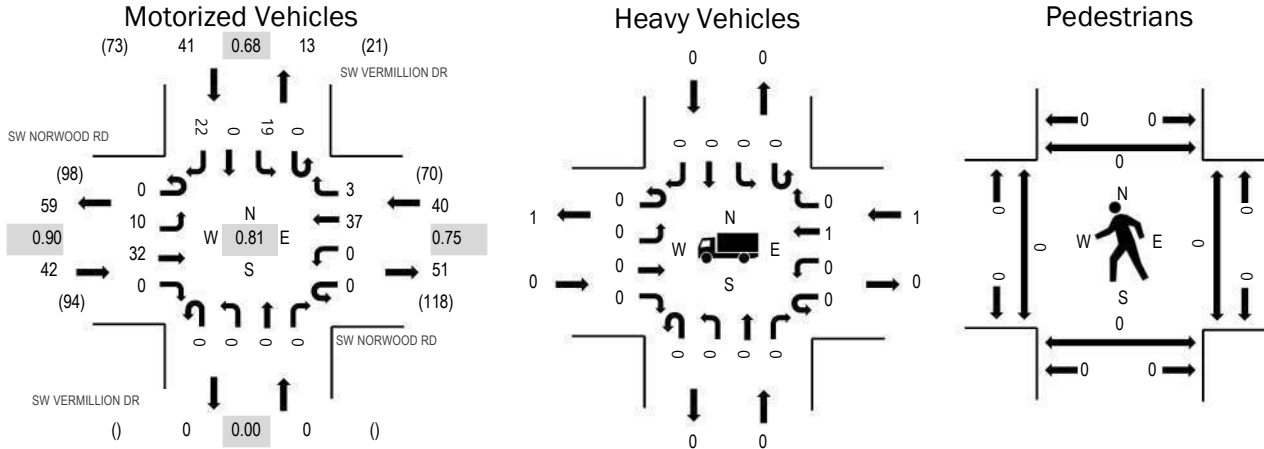 Motorized Vehicles
(73) 41 0.68 13 (21)
SW VERMILLION DR
22 0 19 0
SW NORWOOD RD
(98) 0 3 (70)
59 10 N 37 40
0.90 W 0.81 E 0.75
42 32 S 0 51
(94) 0 0 (118)
0 0 0 0
SW NORWOOD RD
SW VERMILLION DR
() 0 0.00 0 ()
Heavy Vehicles
0 0
0 0 0 0
0 0
1 0 N 1 1
W E
0 0 S 0 0
0 0
0 0 0 0
0 0
Pedestrians
0 0
0
N
0 0
W E
0 0
0 0
S
0
0 0